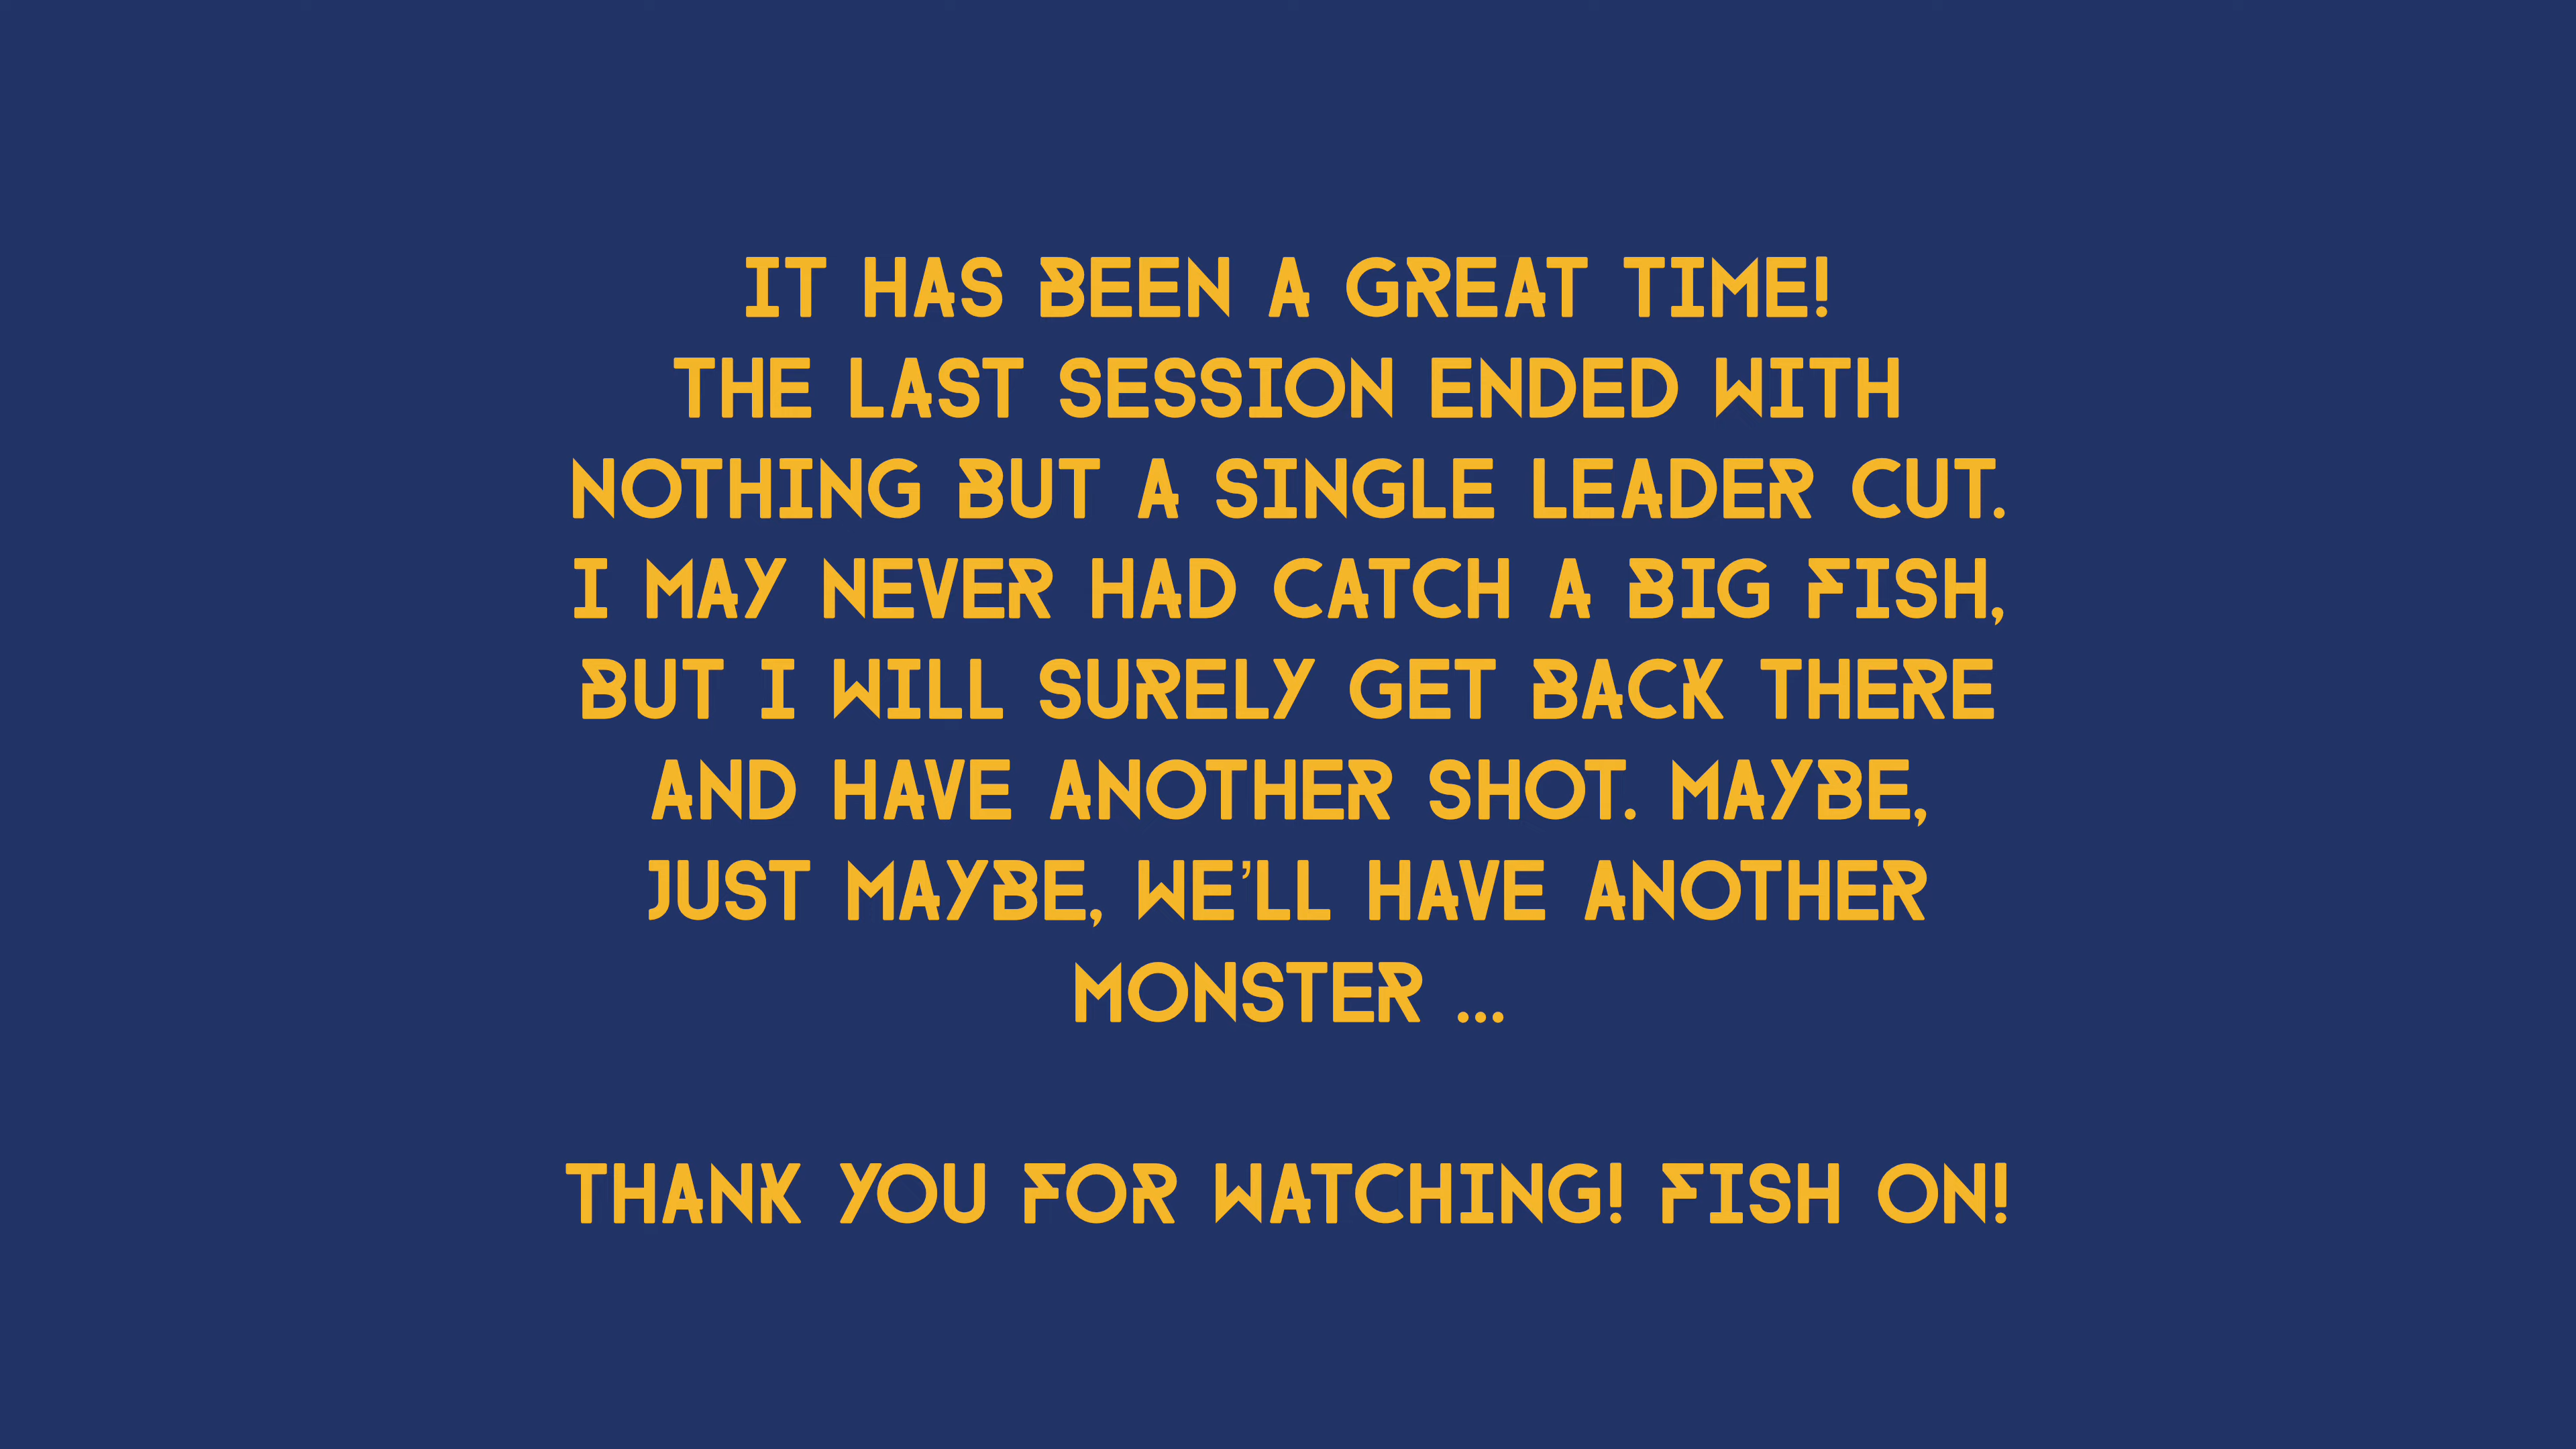 IT HAS BEEN A GREAT TIME!
THE LAST SESSION ENDED WITH
NOTHING BUT A SINGLE LEADER CUT.
I MAY NEVER HAD CATCH A BIG FISH,
BUT I WILL SURELY GET BACK THERE
AND HAVE ANOTHER SHOT. MAYBE,
JUST MAYBE, WE’LL HAVE ANOTHER
MONSTER ...
THANK YOU FOR WATCHING! FISH ON!